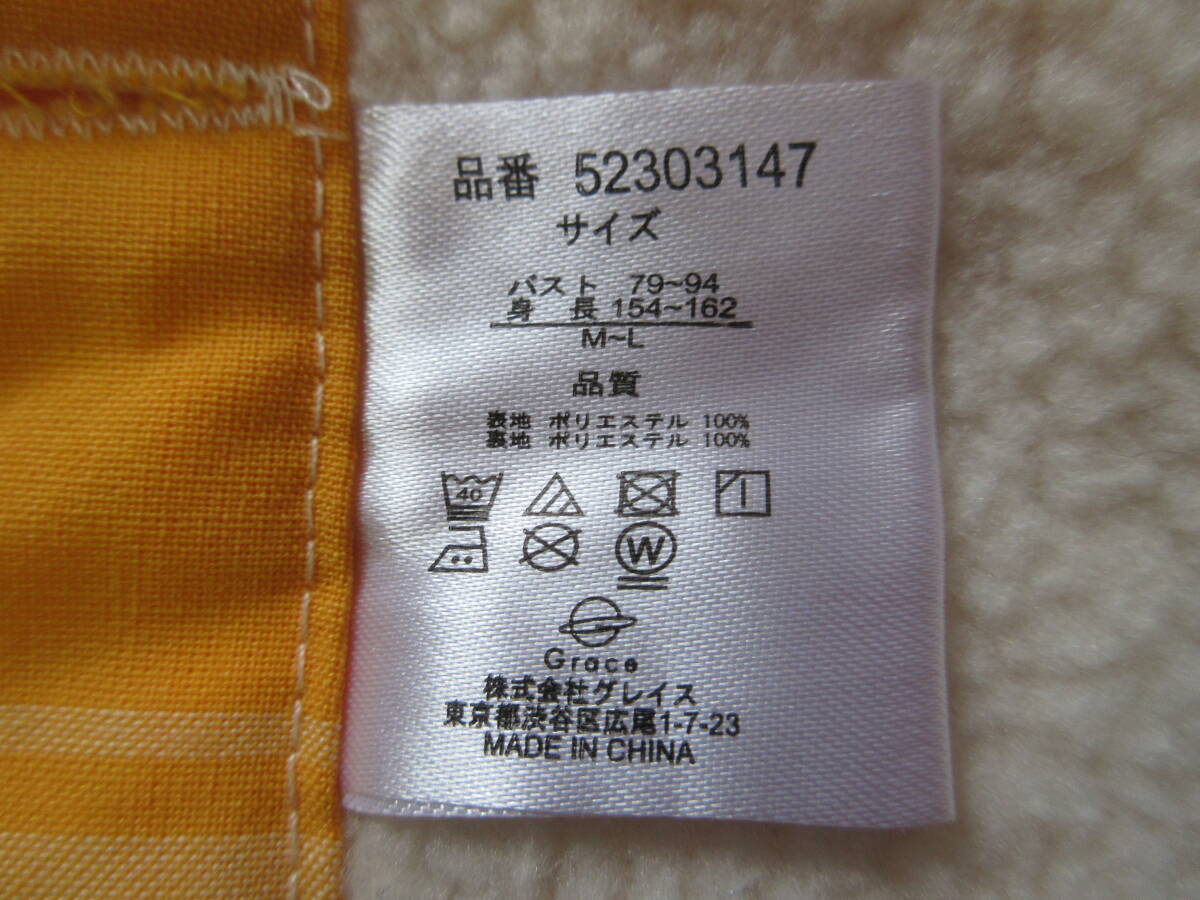 品番 52303147
サイズ
バスト 79~94
身 長 154~162
M~L
品質
表地 ポリエステル 100%
裏地 ポリエステル 100%
40
W
Grace
株式会社グレイス
東京都渋谷区広尾1-7-23
MADE IN CHINA